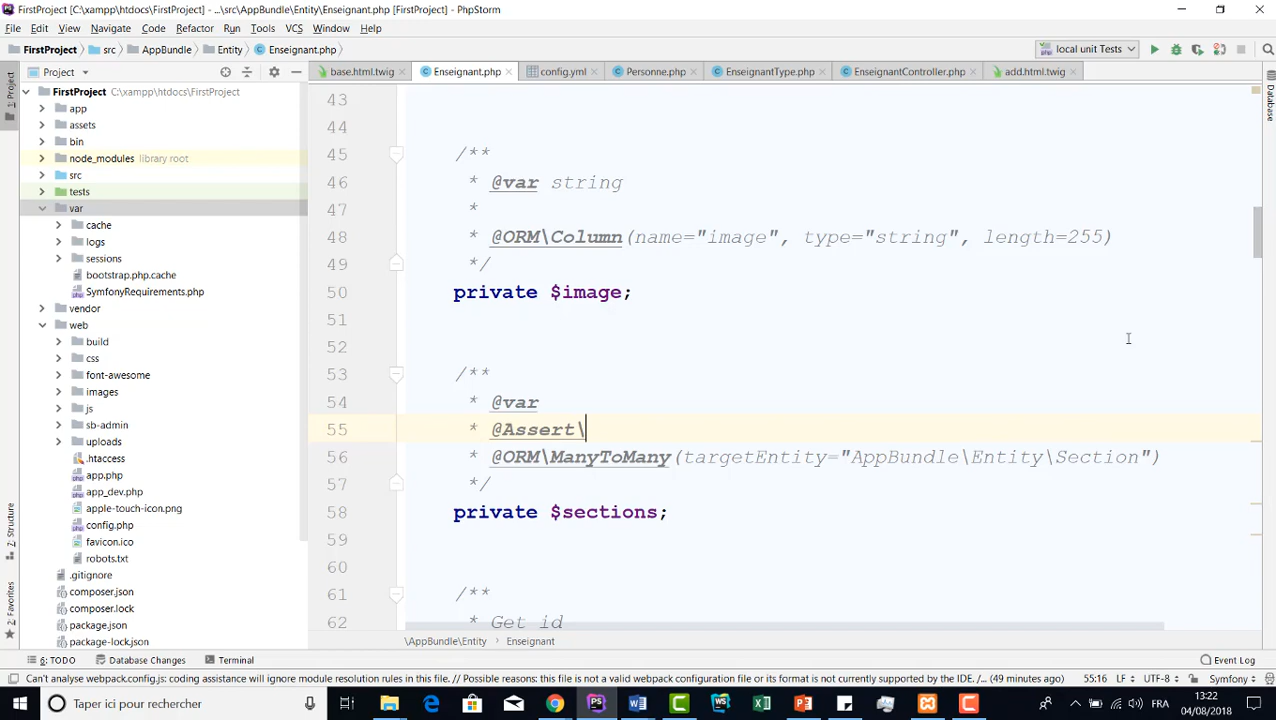 FirstProject [C:\xampp\htdocs\FirstProject] - ...\src\AppBundle\Entity\Enseignant.php [FirstProject] - PhpStorm
File Edit View Navigate Code Refactor Run Tools VCS Window Help
FirstProject src AppBundle Entity Enseignant.php local unit Tests
Project base.html.twig Enseignant.php config.yml Personne.php EnseignantType.php EnseignantController.php add.html.twig
1: Project
Database
FirstProject C:\xampp\htdocs\FirstProject
app
assets
bin
node_modules library root
src
tests
var
cache
logs
sessions
bootstrap.php.cache
SymfonyRequirements.php
vendor
web
build
css
font-awesome
images
js
sb-admin
uploads
.htaccess
app.php
app_dev.php
apple-touch-icon.png
config.php
favicon.ico
robots.txt
.gitignore
composer.json
composer.lock
package.json
package-lock.json
7: Structure
2: Favorites
43
44
45 /**
46 * @var string
47 *
48 * @ORM\Column(name="image", type="string", length=255)
49 */
50 private $image;
51
52
53 /**
54 * @var
55 * @Assert\
56 * @ORM\ManyToMany(targetEntity="AppBundle\Entity\Section")
57 */
58 private $sections;
59
60
61 /**
62 * Get id
\AppBundle\Entity Enseignant
6: TODO Database Changes Terminal Event Log
Can't analyse webpack.config.js: coding assistance will ignore module resolution rules in this file. // Possible reasons: this file is not a valid webpack configuration file or its format is not currently supported by the IDE. /... (49 minutes ago) 55:16 LF UTF-8 Symfony:
Taper ici pour rechercher FR 13:22
04/08/2018